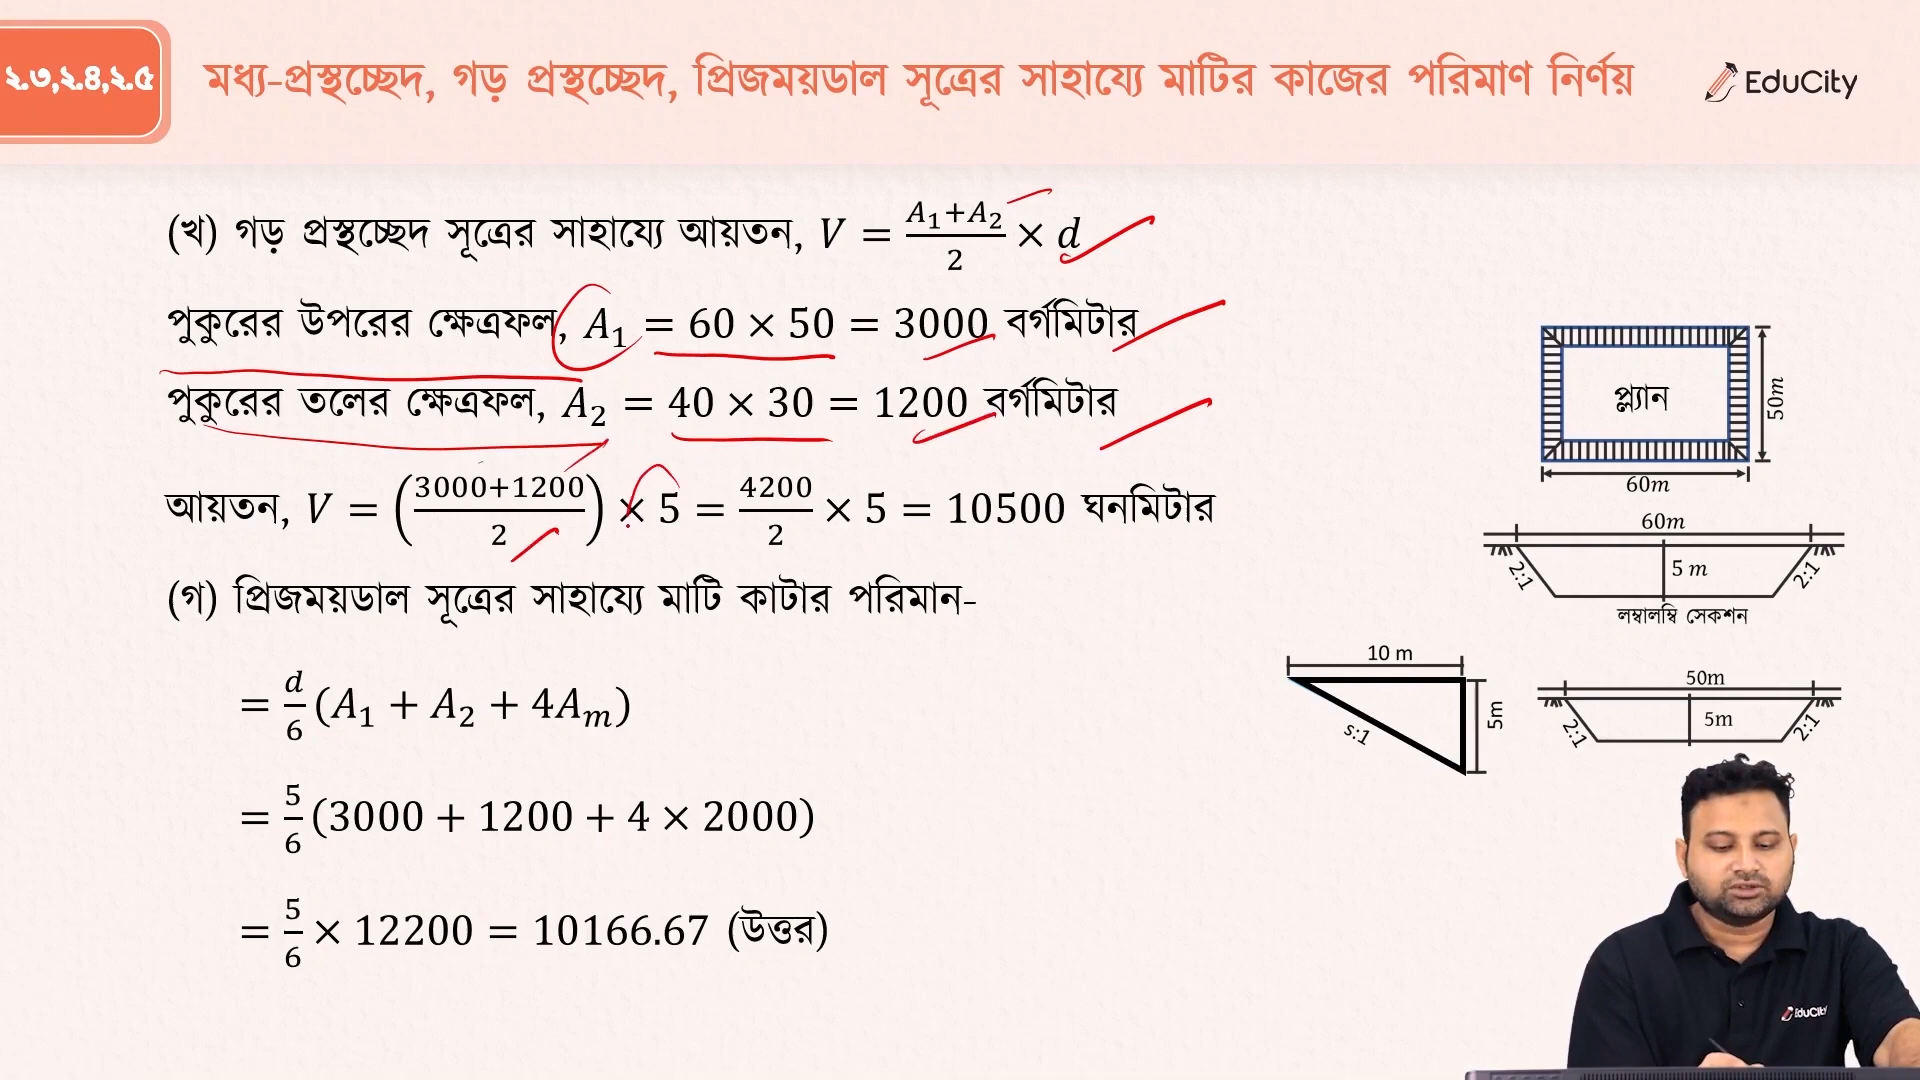 ২.৩,২.৪,২.৫
মধ্য-প্রস্থচ্ছেদ, গড় প্রস্থচ্ছেদ, প্রিজময়ডাল সূত্রের সাহায্যে মাটির কাজের পরিমাণ নির্ণয়
EduCity
(খ) গড় প্রস্থচ্ছেদ সূত্রের সাহায্যে আয়তন, V = (A₁+A₂)/2 × d
পুকুরের উপরের ক্ষেত্রফল, A₁ = 60 × 50 = 3000 বর্গমিটার
পুকুরের তলের ক্ষেত্রফল, A₂ = 40 × 30 = 1200 বর্গমিটার
আয়তন, V = ((3000+1200)/2) × 5 = 4200/2 × 5 = 10500 ঘনমিটার
(গ) প্রিজময়ডাল সূত্রের সাহায্যে মাটি কাটার পরিমান-
= d/6 (A₁ + A₂ + 4Aₘ)
= 5/6 (3000 + 1200 + 4 × 2000)
= 5/6 × 12200 = 10166.67 (উত্তর)
প্ল্যান
50m
60m
60m
5 m
2:1
2:1
লম্বালম্বি সেকশন
10 m
5m
s:1
50m
5m
2:1
2:1
EduCity